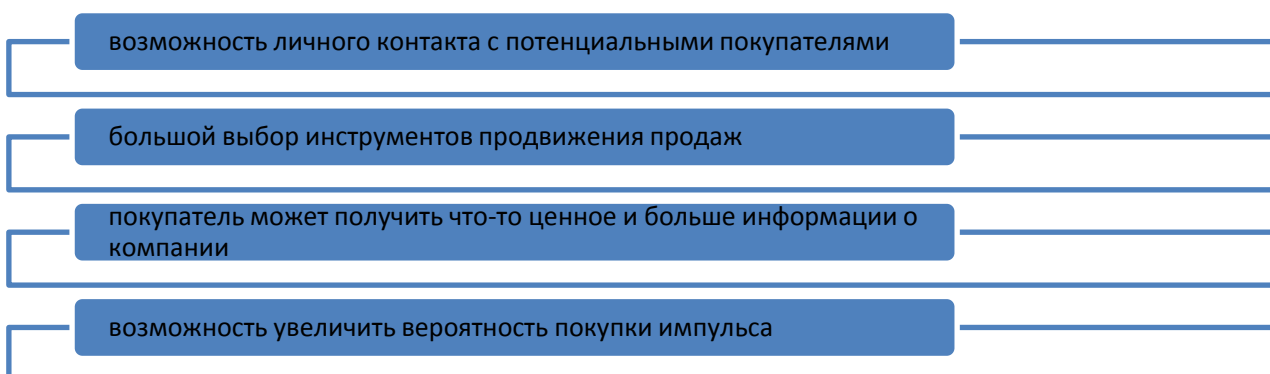 возможность личного контакта с потенциальными покупателями
большой выбор инструментов продвижения продаж
покупатель может получить что-то ценное и больше информации о
компании
возможность увеличить вероятность покупки импульса